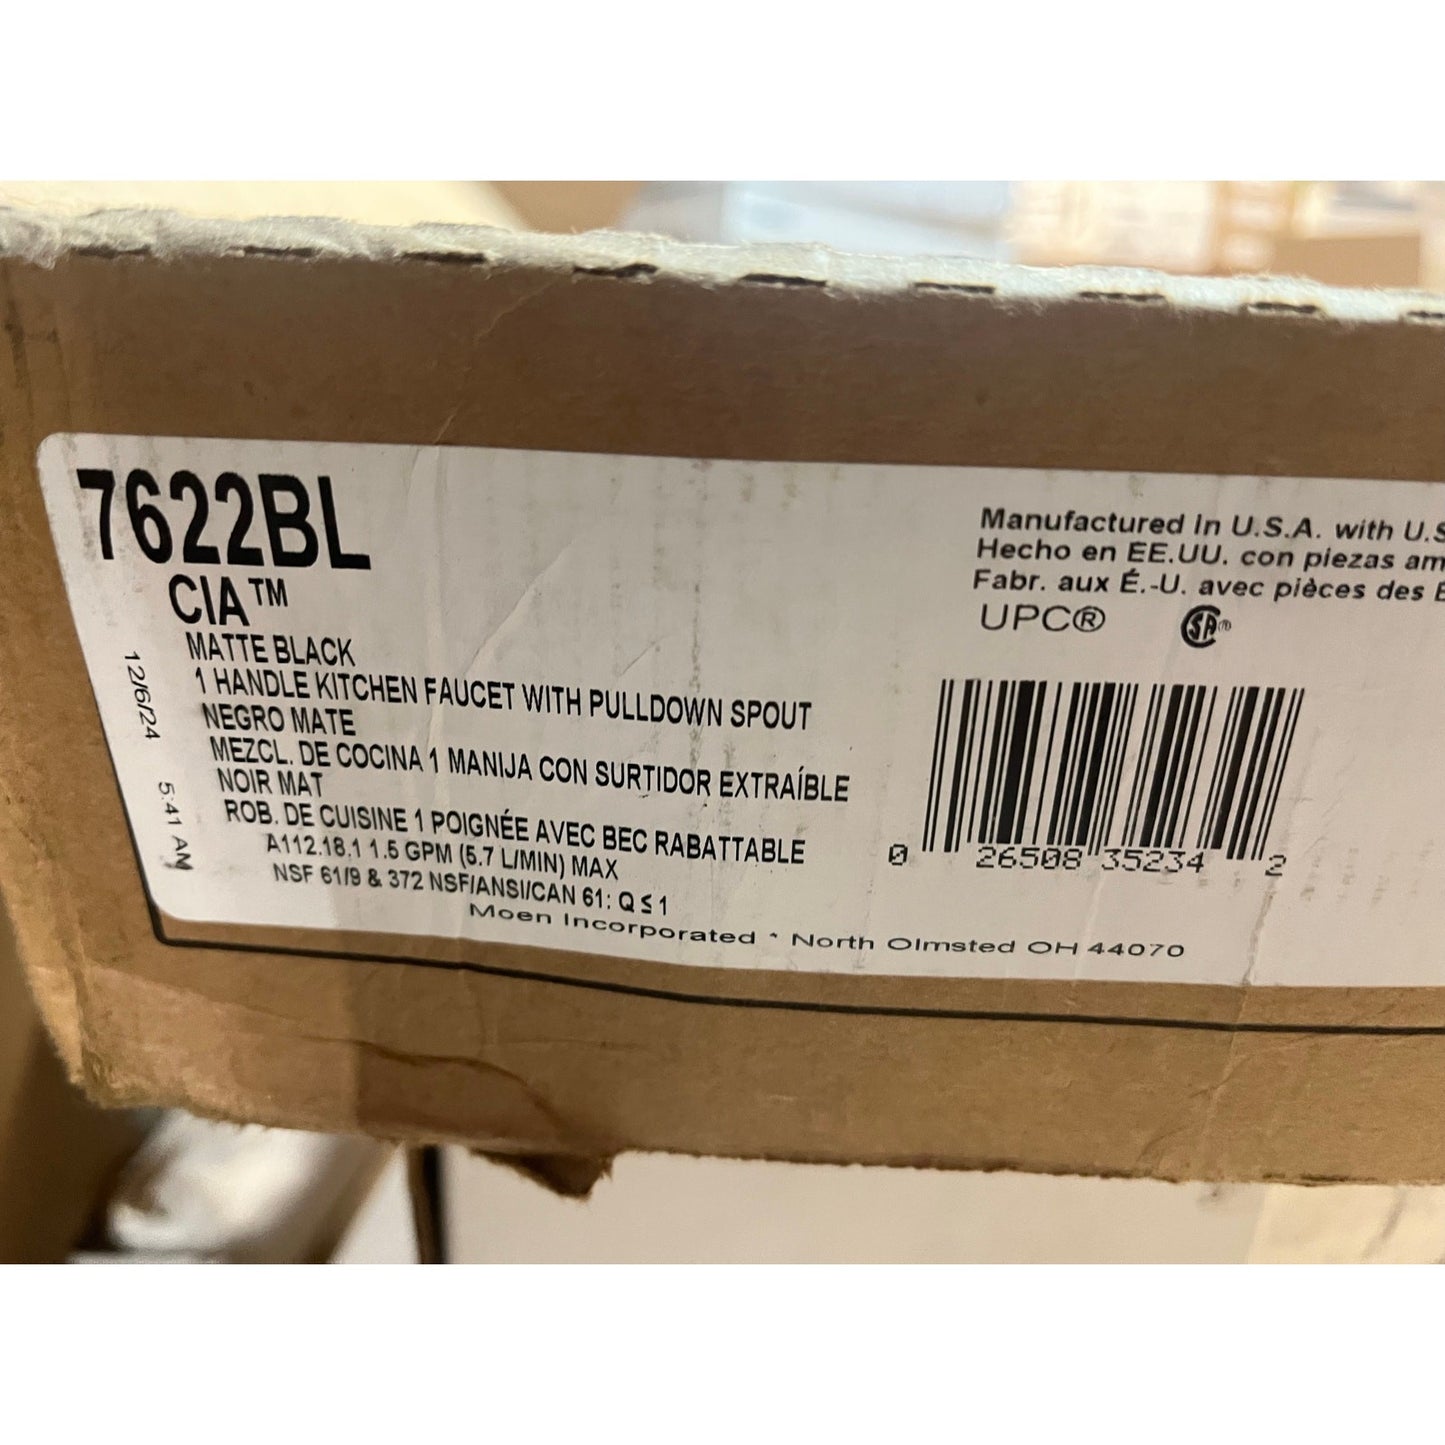 7622BL
CIA™
MATTE BLACK
1 HANDLE KITCHEN FAUCET WITH PULLDOWN SPOUT
NEGRO MATE
MEZCL. DE COCINA 1 MANIJA CON SURTIDOR EXTRAÍBLE
NOIR MAT
ROB. DE CUISINE 1 POIGNÉE AVEC BEC RABATTABLE
A112.18.1 1.5 GPM (5.7 L/MIN) MAX
NSF 61/9 & 372 NSF/ANSI/CAN 61: Q ≤ 1
Moen Incorporated * North Olmsted OH 44070
12/6/24 5:41 AM
Manufactured in U.S.A. with U.S
Hecho en EE.UU. con piezas am
Fabr. aux É.-U. avec pièces des E
UPC® SA®
0 26508 35234 2